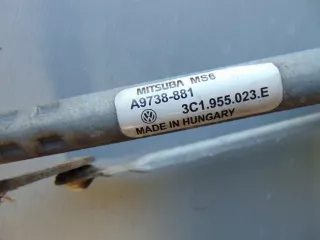 MITSUBA MS6
A9738-881
3C1.955.023.E
MADE IN HUNGARY